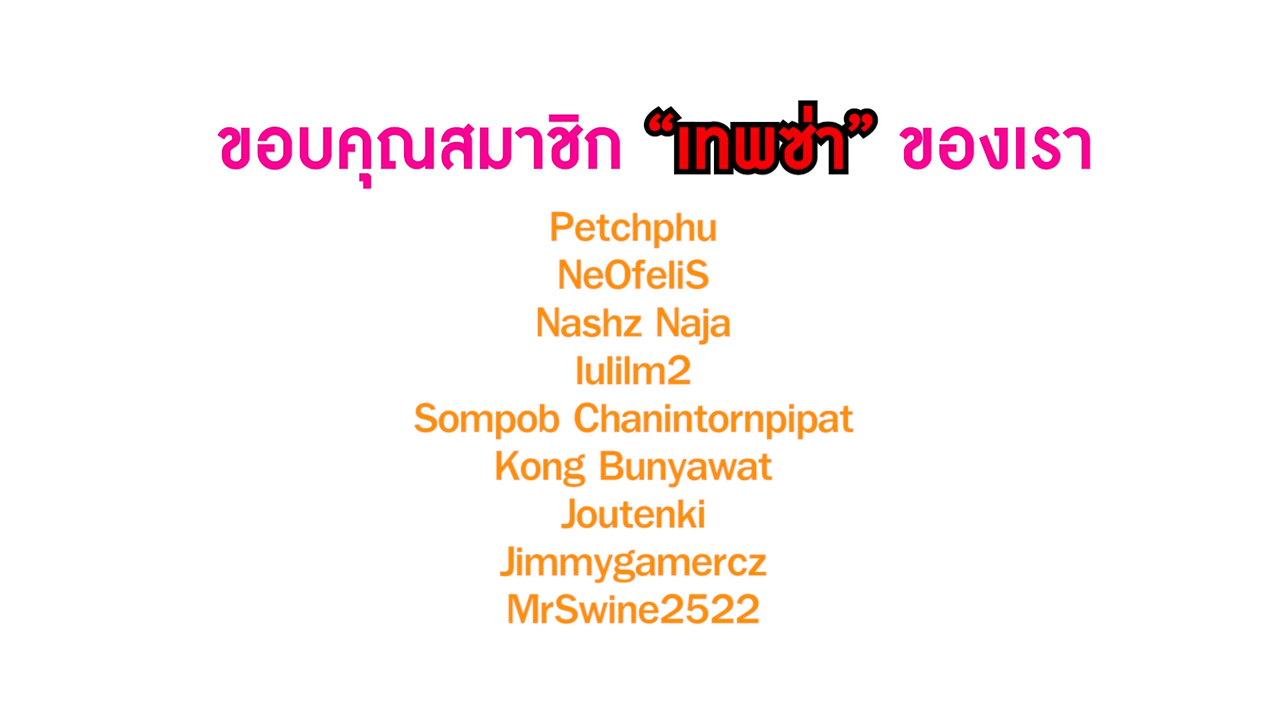 ขอบคุณสมาชิก “เทพซ่า” ของเรา
Petchphu
NeOfeliS
Nashz Naja
lulilm2
Sompob Chanintornpipat
Kong Bunyawat
Joutenki
Jimmygamercz
MrSwine2522